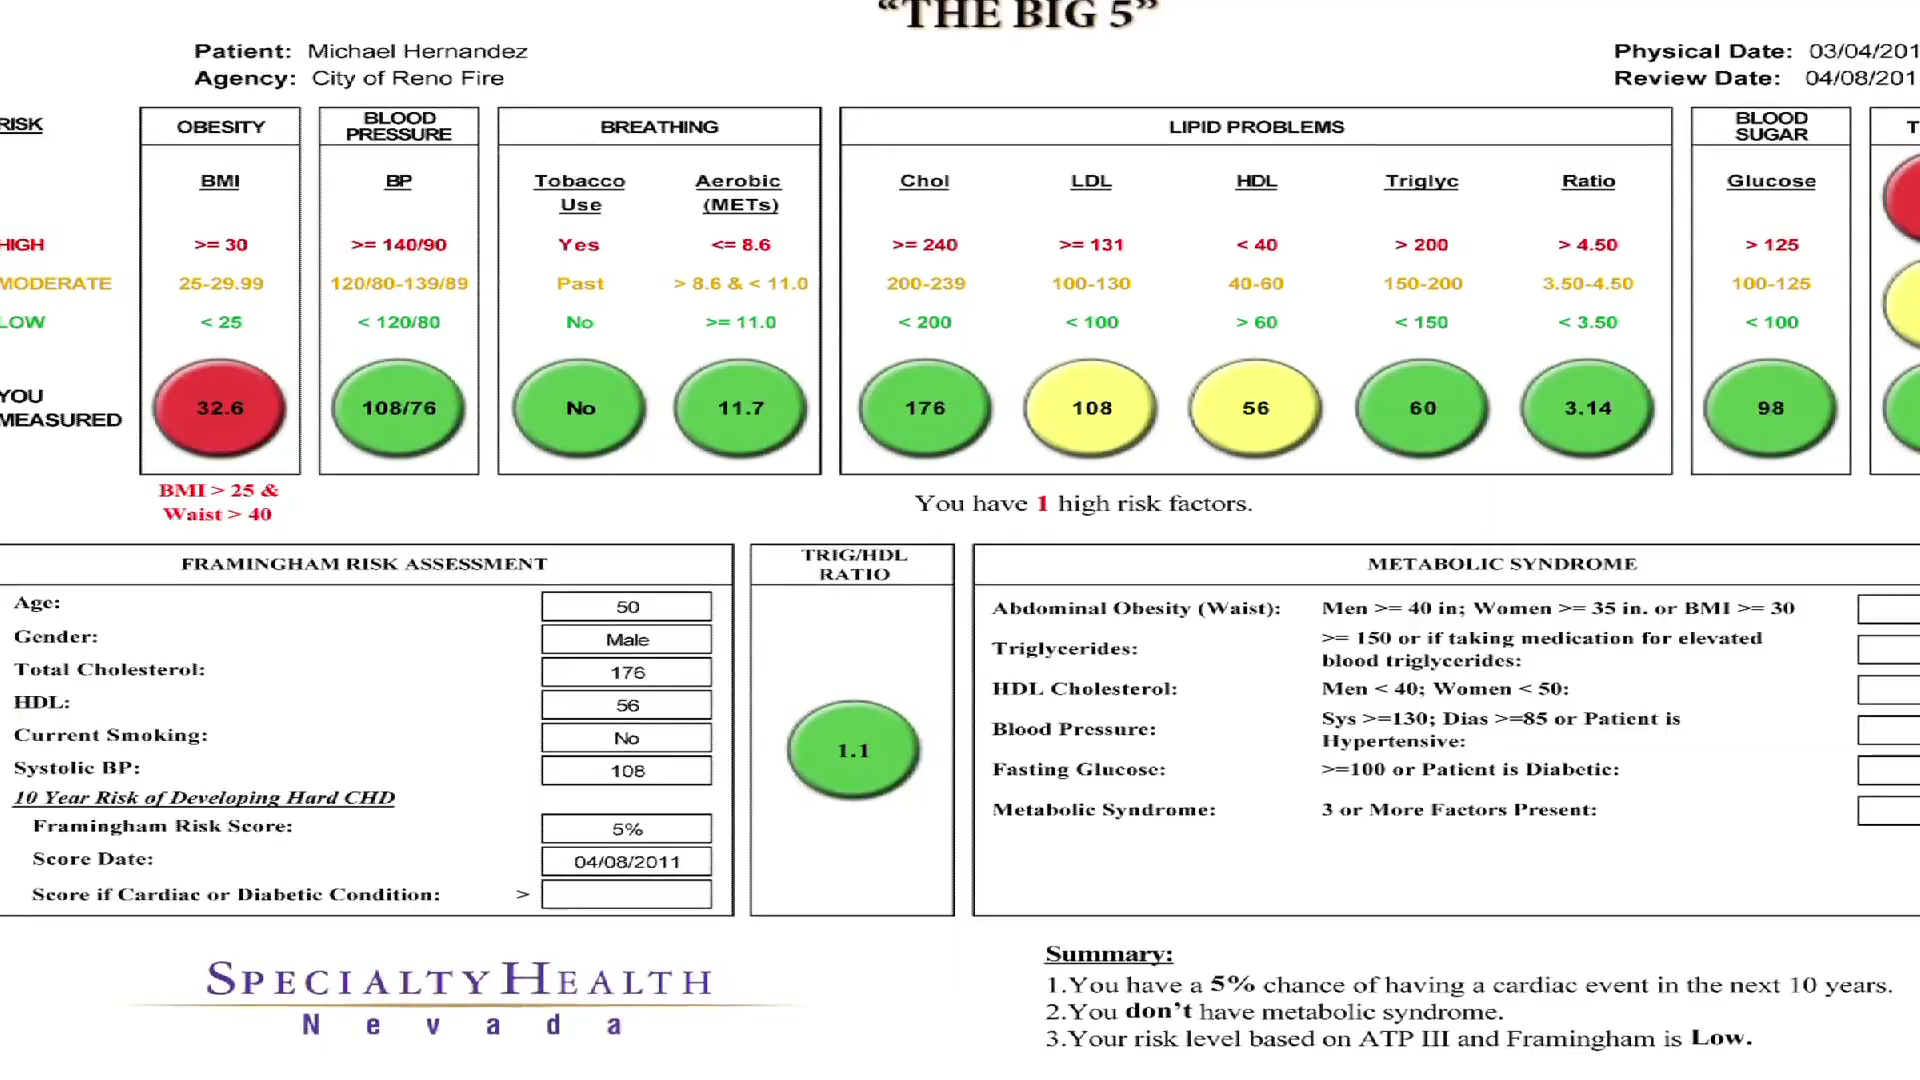 “THE BIG 5”
Patient: Michael Hernandez
Agency: City of Reno Fire
Physical Date: 03/04/201
Review Date: 04/08/201
RISK
OBESITY
BLOOD
PRESSURE
BREATHING
LIPID PROBLEMS
BLOOD
SUGAR
T
BMI
BP
Tobacco
Use
Aerobic
(METs)
Chol
LDL
HDL
Triglyc
Ratio
Glucose
HIGH >= 30 >= 140/90 Yes <= 8.6 >= 240 >= 131 < 40 > 200 > 4.50 > 125
MODERATE 25-29.99 120/80-139/89 Past > 8.6 & < 11.0 200-239 100-130 40-60 150-200 3.50-4.50 100-125
LOW < 25 < 120/80 No >= 11.0 < 200 < 100 > 60 < 150 < 3.50 < 100
YOU
MEASURED
32.6 108/76 No 11.7 176 108 56 60 3.14 98
BMI > 25 &
Waist > 40
You have 1 high risk factors.
FRAMINGHAM RISK ASSESSMENT
Age: 50
Gender: Male
Total Cholesterol: 176
HDL: 56
Current Smoking: No
Systolic BP: 108
10 Year Risk of Developing Hard CHD
Framingham Risk Score: 5%
Score Date: 04/08/2011
Score if Cardiac or Diabetic Condition: >
TRIG/HDL
RATIO
1.1
METABOLIC SYNDROME
Abdominal Obesity (Waist): Men >= 40 in; Women >= 35 in. or BMI >= 30
Triglycerides: >= 150 or if taking medication for elevated
blood triglycerides:
HDL Cholesterol: Men < 40; Women < 50:
Blood Pressure: Sys >=130; Dias >=85 or Patient is
Hypertensive:
Fasting Glucose: >=100 or Patient is Diabetic:
Metabolic Syndrome: 3 or More Factors Present:
SPECIALTYHEALTH
Nevada
Summary:
1.You have a 5% chance of having a cardiac event in the next 10 years.
2.You don’t have metabolic syndrome.
3.Your risk level based on ATP III and Framingham is Low.